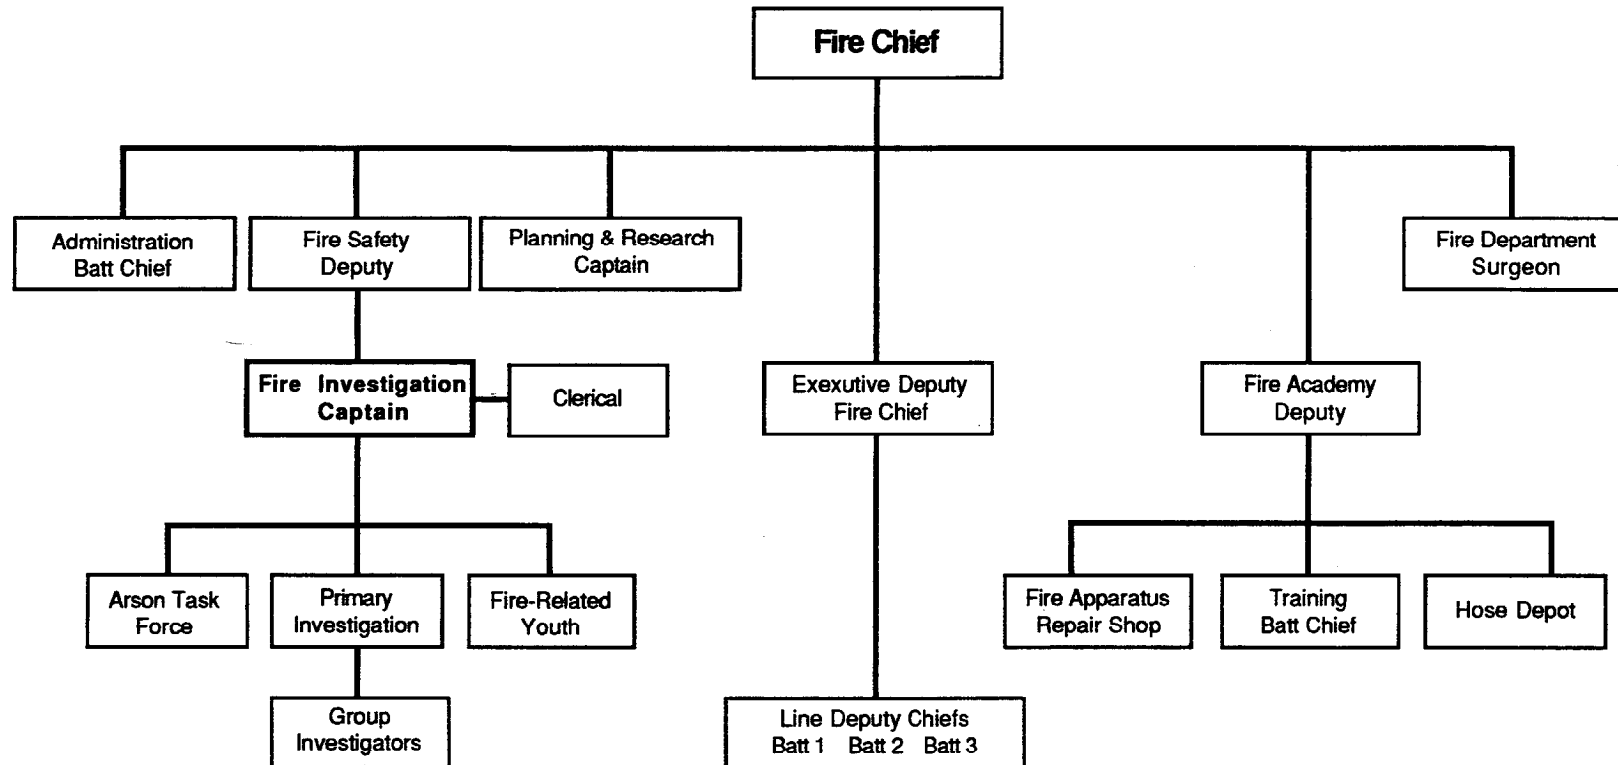 Fire Chief
Administration
Batt Chief
Fire Safety
Deputy
Planning & Research
Captain
Fire Department
Surgeon
Fire Investigation
Captain
Clerical
Exexutive Deputy
Fire Chief
Fire Academy
Deputy
Arson Task
Force
Primary
Investigation
Fire-Related
Youth
Fire Apparatus
Repair Shop
Training
Batt Chief
Hose Depot
Group
Investigators
Line Deputy Chiefs
Batt 1 Batt 2 Batt 3